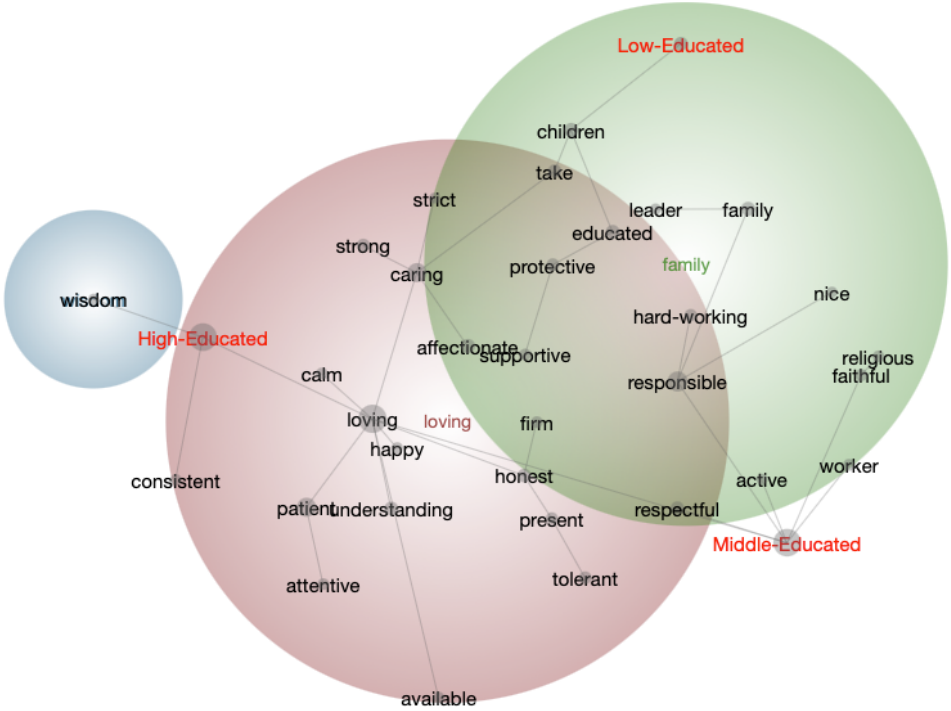 Low-Educated
children
take
strict
leader
family
educated
strong
protective
family
caring
nice
wisdom
hard-working
High-Educated
affectionate
supportive
religious
faithful
calm
responsible
loving
loving
firm
happy
worker
honest
consistent
active
patient
understanding
respectful
present
Middle-Educated
tolerant
attentive
available